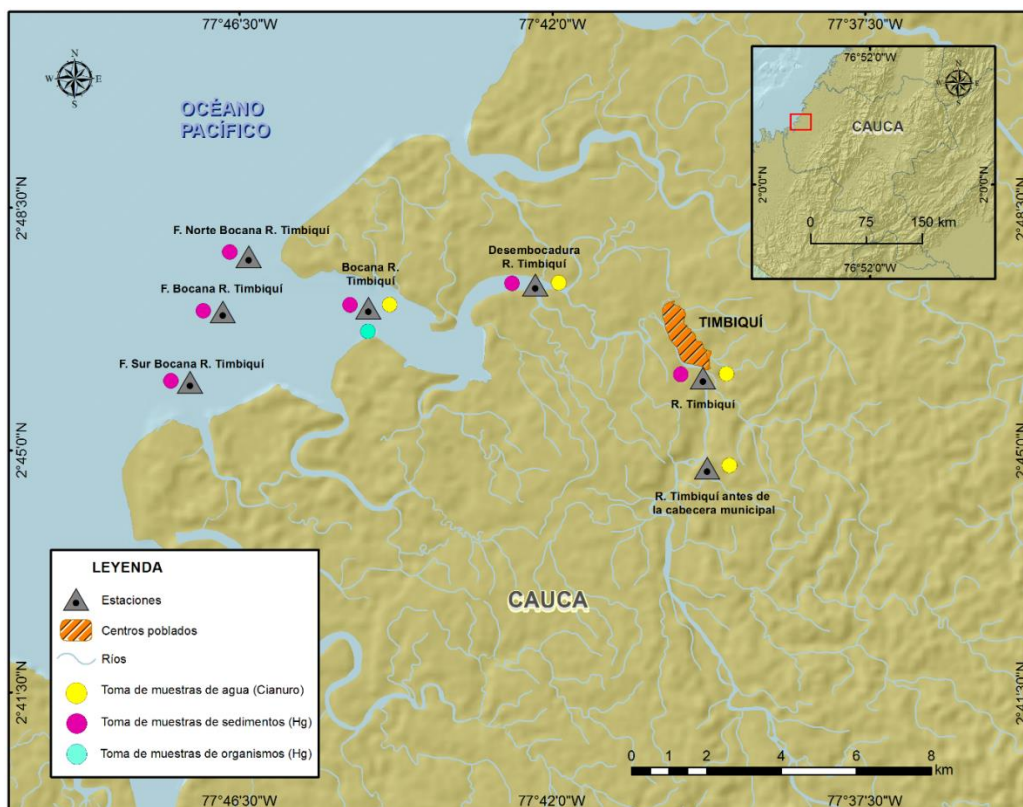 77°46'30"W
77°42'0"W
77°37'30"W
N
W
E
S
OCÉANO
PACÍFICO
76°52'0"W
N
W
E
S
CAUCA
2°0'0"N
2°0'0"N
0 75 150 km
76°52'0"W
2°48'30"N
2°48'30"N
F. Norte Bocana R. Timbiquí
Bocana R.
Timbiquí
Desembocadura
R. Timbiquí
F. Bocana R. Timbiquí
TIMBIQUÍ
F. Sur Bocana R. Timbiquí
R. Timbiquí
2°45'0"N
2°45'0"N
R. Timbiquí antes de
la cabecera municipal
LEYENDA
Estaciones
Centros poblados
Ríos
Toma de muestras de agua (Cianuro)
Toma de muestras de sedimentos (Hg)
Toma de muestras de organismos (Hg)
CAUCA
2°41'30"N
2°41'30"N
0 1 2 4 6 8
km
77°46'30"W
77°42'0"W
77°37'30"W